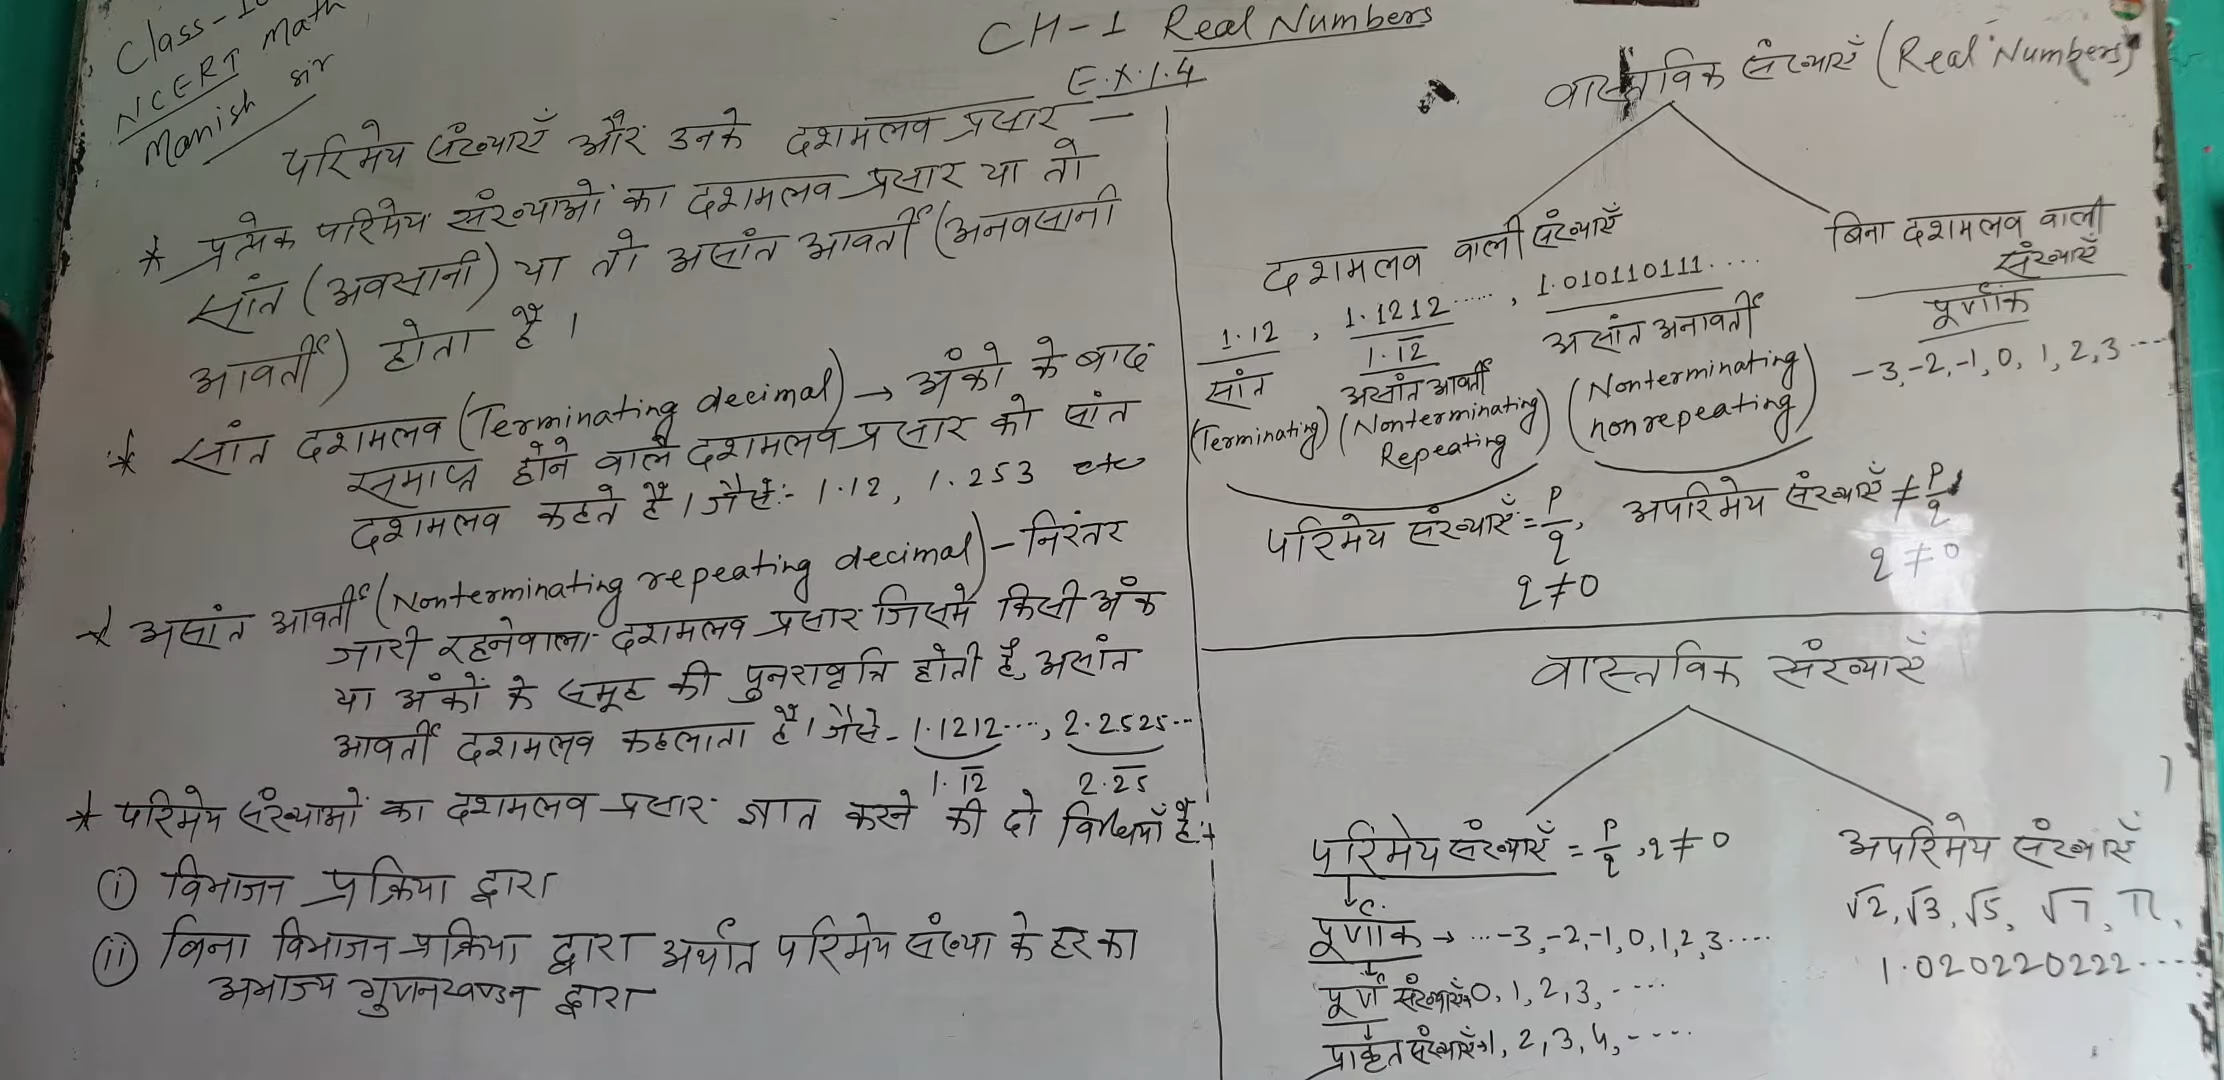 Class-10
NCERT Math
Manish sir
CH-1 Real Numbers
Ex.1.4
परिमेय संख्याएँ और उनके दशमलव प्रसार —
* प्रत्येक परिमेय संख्याओं का दशमलव प्रसार या तो
सांत (अवसानी) या तो असांत आवर्ती (अनवसानी
आवर्ती) होता है ।
* सांत दशमलव (Terminating decimal) → अंको के बाद
समाप्त होने वाले दशमलव प्रसार को सांत
दशमलव कहते हैं । जैसे:- 1.12, 1.253 etc
* असांत आवर्ती (Nonterminating repeating decimal) - निरंतर
जारी रहनेवाला दशमलव प्रसार जिसमें किसी अंक
या अंकों के समूह की पुनरावृत्ति होती है, असांत
आवर्ती दशमलव कहलाता है । जैसे - 1.1212...., 2.2525...
1.1̅2̅ 2.2̅5̅
* परिमेय संख्याओं का दशमलव प्रसार ज्ञात करने की दो विधियाँ हैं:-
(i) विभाजन प्रक्रिया द्वारा
(ii) बिना विभाजन प्रक्रिया द्वारा अर्थात परिमेय संख्या के हर का
अभाज्य गुणनखण्डन द्वारा
वास्तविक संख्याएँ (Real Numbers)
दशमलव वाली संख्याएँ
1.12 , 1.1212..... , 1.010110111.....
1.1̅2̅
सांत असांत आवर्ती असांत अनावर्ती
(Terminating) (Nonterminating Repeating) (Nonterminating nonrepeating)
परिमेय संख्याएँ = p/q,
q ≠ 0
अपरिमेय संख्याएँ ≠ p/q
q ≠ 0
बिना दशमलव वाली
संख्याएँ
पूर्णांक
-3,-2,-1, 0, 1, 2, 3 ...
वास्तविक संख्याएँ
परिमेय संख्याएँ = p/q , q ≠ 0
↓
पूर्णांक → ...-3,-2,-1,0,1,2,3....
↓
पूर्ण संख्याएँ→0, 1, 2, 3, ....
↓
प्राकृत संख्याएँ→1, 2, 3, 4, ....
अपरिमेय संख्याएँ
√2, √3, √5, √7, π,
1.020220222....